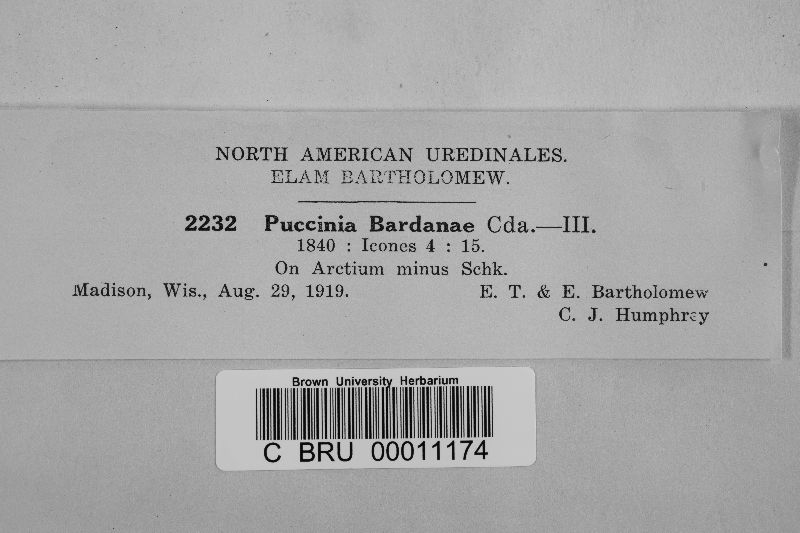 NORTH AMERICAN UREDINALES.
ELAM BARTHOLOMEW.
2232 Puccinia Bardanae Cda.—III.
1840 : Icones 4 : 15.
On Arctium minus Schk.
Madison, Wis., Aug. 29, 1919. E. T. & E. Bartholomew
C. J. Humphrey
Brown University Herbarium
C BRU 00011174